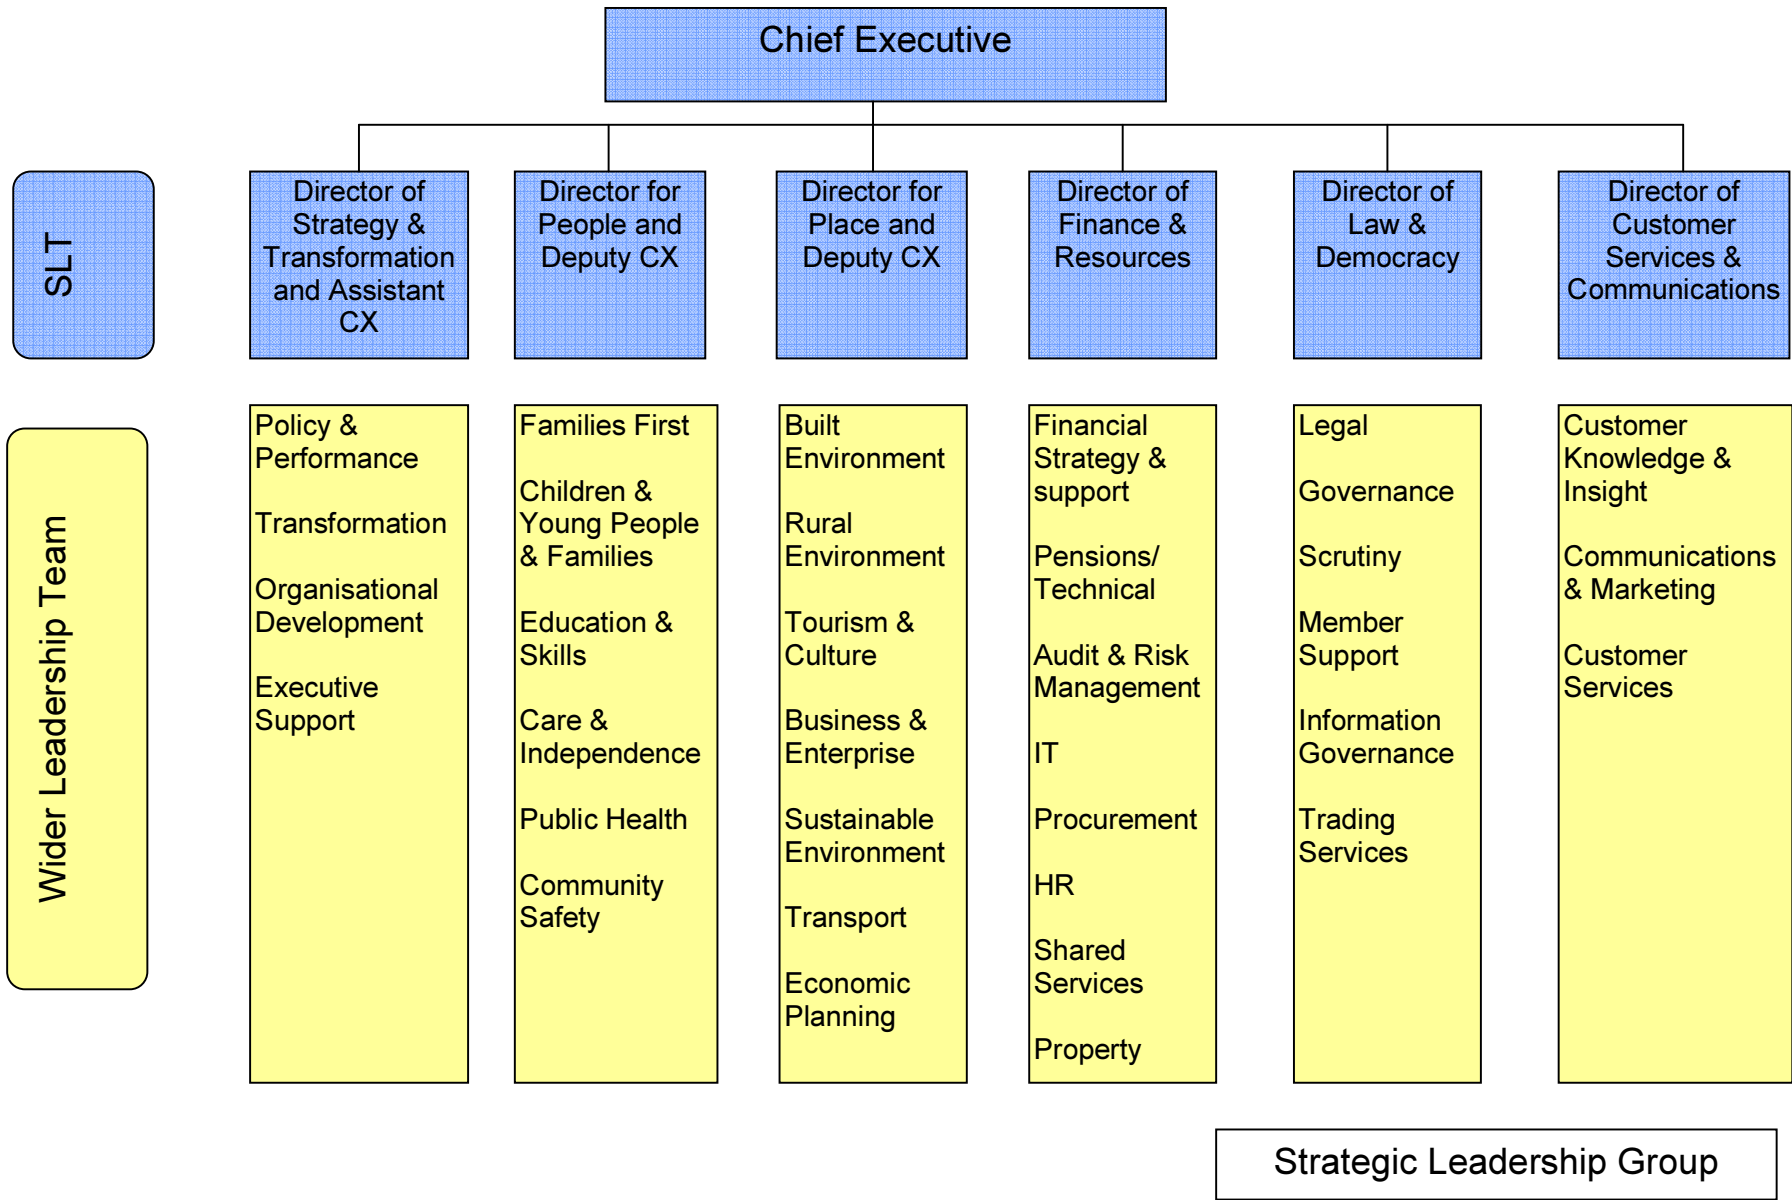 Chief Executive
SLT
Director of
Strategy &
Transformation
and Assistant
CX
Director for
People and
Deputy CX
Director for
Place and
Deputy CX
Director of
Finance &
Resources
Director of
Law &
Democracy
Director of
Customer
Services &
Communications
Wider Leadership Team
Policy &
Performance
Transformation
Organisational
Development
Executive
Support
Families First
Children &
Young People
& Families
Education &
Skills
Care &
Independence
Public Health
Community
Safety
Built
Environment
Rural
Environment
Tourism &
Culture
Business &
Enterprise
Sustainable
Environment
Transport
Economic
Planning
Financial
Strategy &
support
Pensions/
Technical
Audit & Risk
Management
IT
Procurement
HR
Shared
Services
Property
Legal
Governance
Scrutiny
Member
Support
Information
Governance
Trading
Services
Customer
Knowledge &
Insight
Communications
& Marketing
Customer
Services
Strategic Leadership Group